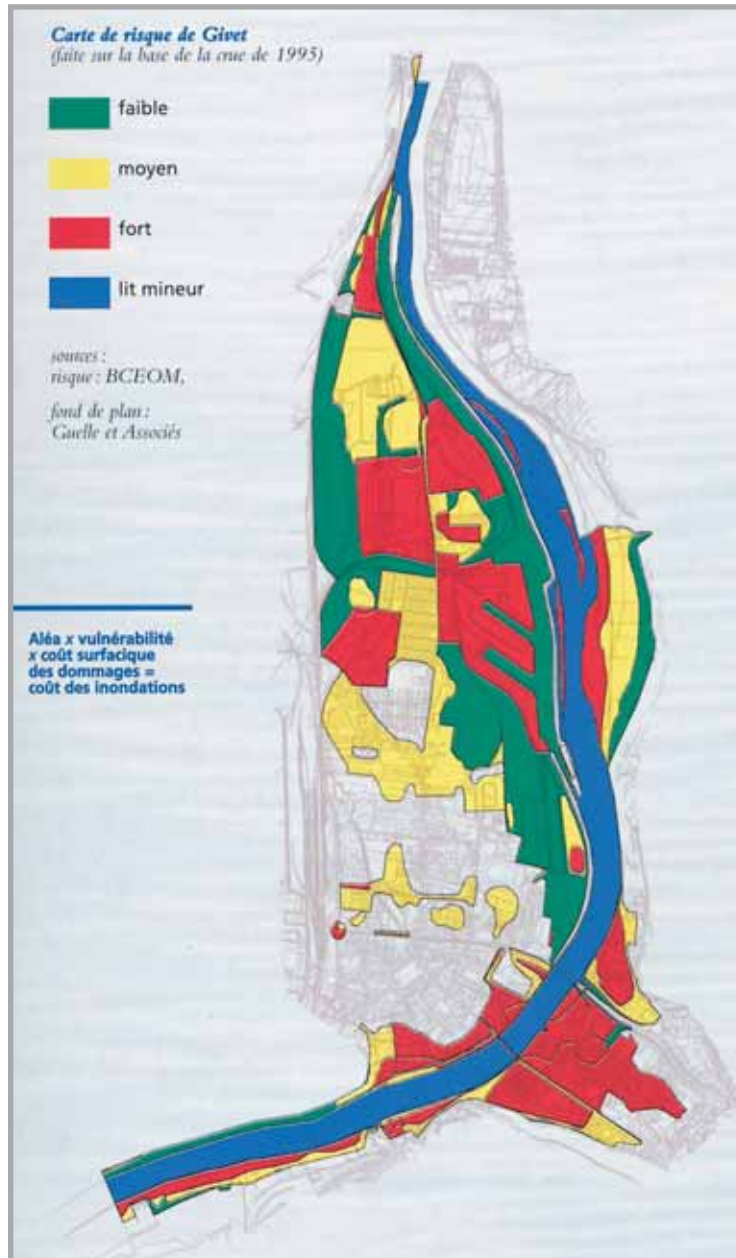 Carte de risque de Givet
(faite sur la base de la crue de 1995)
faible
moyen
fort
lit mineur
sources :
risque : BCEOM,
fond de plan :
Guelle et Associés
Aléa x vulnérabilité
x coût surfacique
des dommages =
coût des inondations